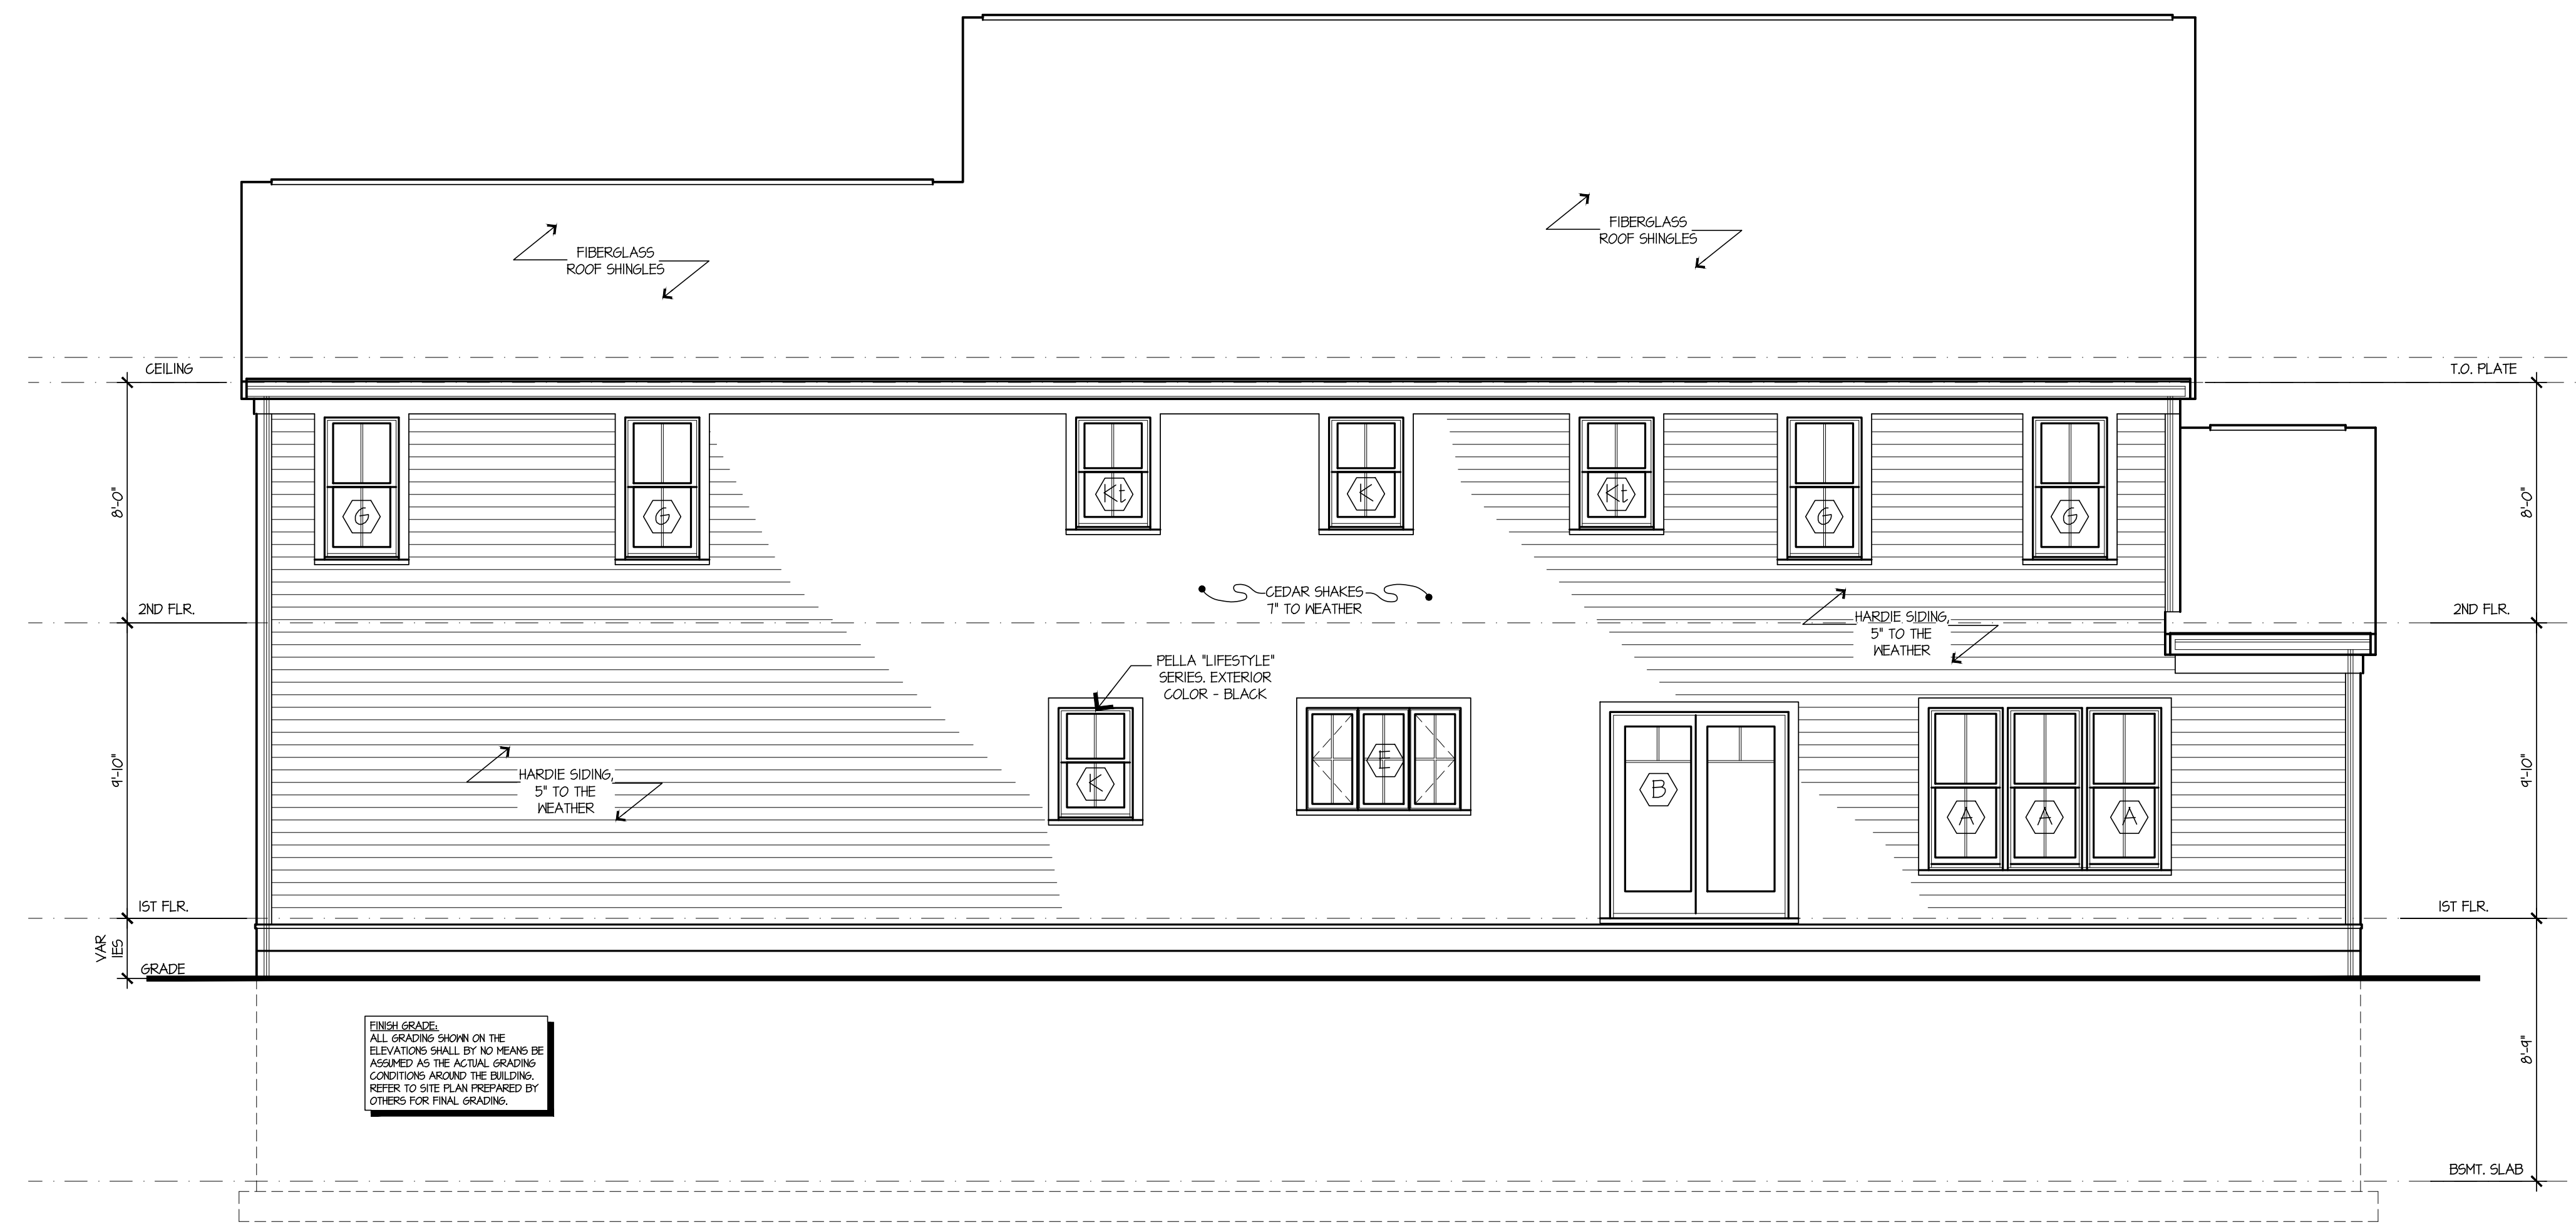 FIBERGLASS
ROOF SHINGLES
FIBERGLASS
ROOF SHINGLES
CEILING
T.O. PLATE
8'-0"
G
G
Kt
K
Kt
G
G
8'-0"
CEDAR SHAKES
7" TO WEATHER
2ND FLR.
2ND FLR.
HARDIE SIDING,
5" TO THE
WEATHER
PELLA "LIFESTYLE"
SERIES. EXTERIOR
COLOR - BLACK
9'-10"
HARDIE SIDING,
5" TO THE
WEATHER
K
E
B
A
A
A
9'-10"
1ST FLR.
1ST FLR.
VAR
IES
GRADE
FINISH GRADE:
ALL GRADING SHOWN ON THE
ELEVATIONS SHALL BY NO MEANS BE
ASSUMED AS THE ACTUAL GRADING
CONDITIONS AROUND THE BUILDING.
REFER TO SITE PLAN PREPARED BY
OTHERS FOR FINAL GRADING.
8'-9"
BSMT. SLAB